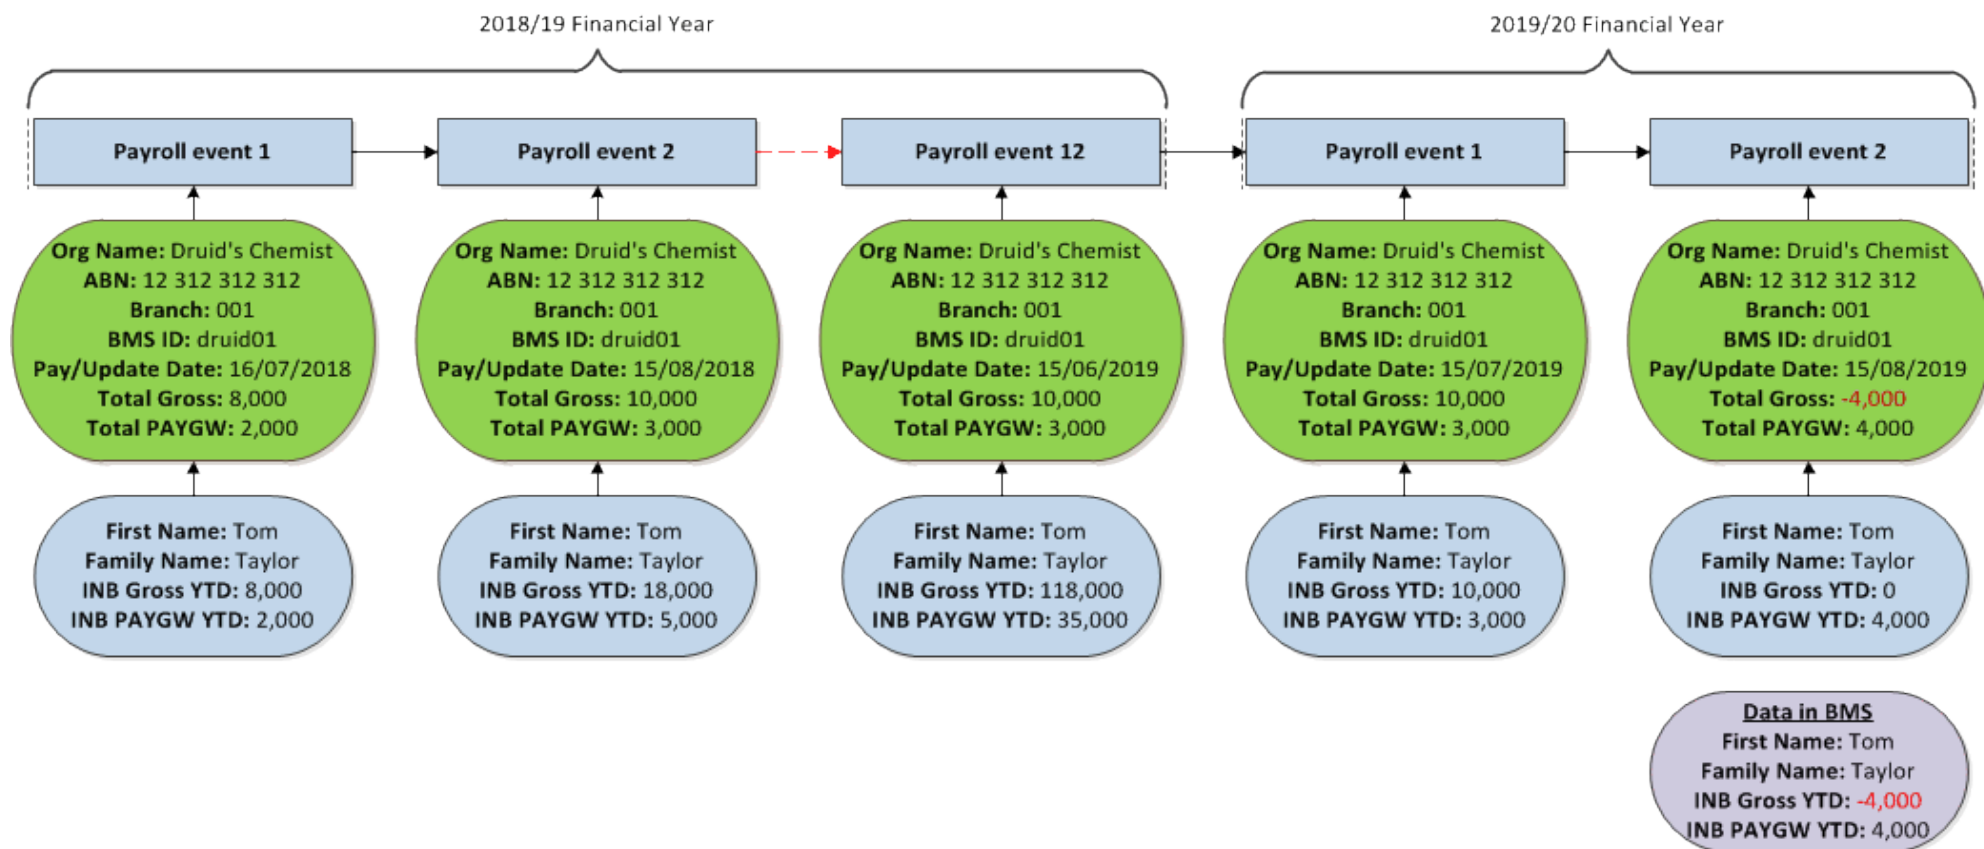 2018/19 Financial Year
2019/20 Financial Year
Payroll event 1
Payroll event 2
Payroll event 12
Payroll event 1
Payroll event 2
Org Name: Druid's Chemist
ABN: 12 312 312 312
Branch: 001
BMS ID: druid01
Pay/Update Date: 16/07/2018
Total Gross: 8,000
Total PAYGW: 2,000
Org Name: Druid's Chemist
ABN: 12 312 312 312
Branch: 001
BMS ID: druid01
Pay/Update Date: 15/08/2018
Total Gross: 10,000
Total PAYGW: 3,000
Org Name: Druid's Chemist
ABN: 12 312 312 312
Branch: 001
BMS ID: druid01
Pay/Update Date: 15/06/2019
Total Gross: 10,000
Total PAYGW: 3,000
Org Name: Druid's Chemist
ABN: 12 312 312 312
Branch: 001
BMS ID: druid01
Pay/Update Date: 15/07/2019
Total Gross: 10,000
Total PAYGW: 3,000
Org Name: Druid's Chemist
ABN: 12 312 312 312
Branch: 001
BMS ID: druid01
Pay/Update Date: 15/08/2019
Total Gross: -4,000
Total PAYGW: 4,000
First Name: Tom
Family Name: Taylor
INB Gross YTD: 8,000
INB PAYGW YTD: 2,000
First Name: Tom
Family Name: Taylor
INB Gross YTD: 18,000
INB PAYGW YTD: 5,000
First Name: Tom
Family Name: Taylor
INB Gross YTD: 118,000
INB PAYGW YTD: 35,000
First Name: Tom
Family Name: Taylor
INB Gross YTD: 10,000
INB PAYGW YTD: 3,000
First Name: Tom
Family Name: Taylor
INB Gross YTD: 0
INB PAYGW YTD: 4,000
Data in BMS
First Name: Tom
Family Name: Taylor
INB Gross YTD: -4,000
INB PAYGW YTD: 4,000